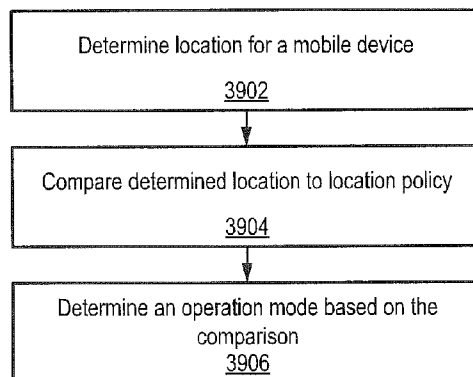 Determine location for a mobile device
3902
Compare determined location to location policy
3904
Determine an operation mode based on the
comparison
3906